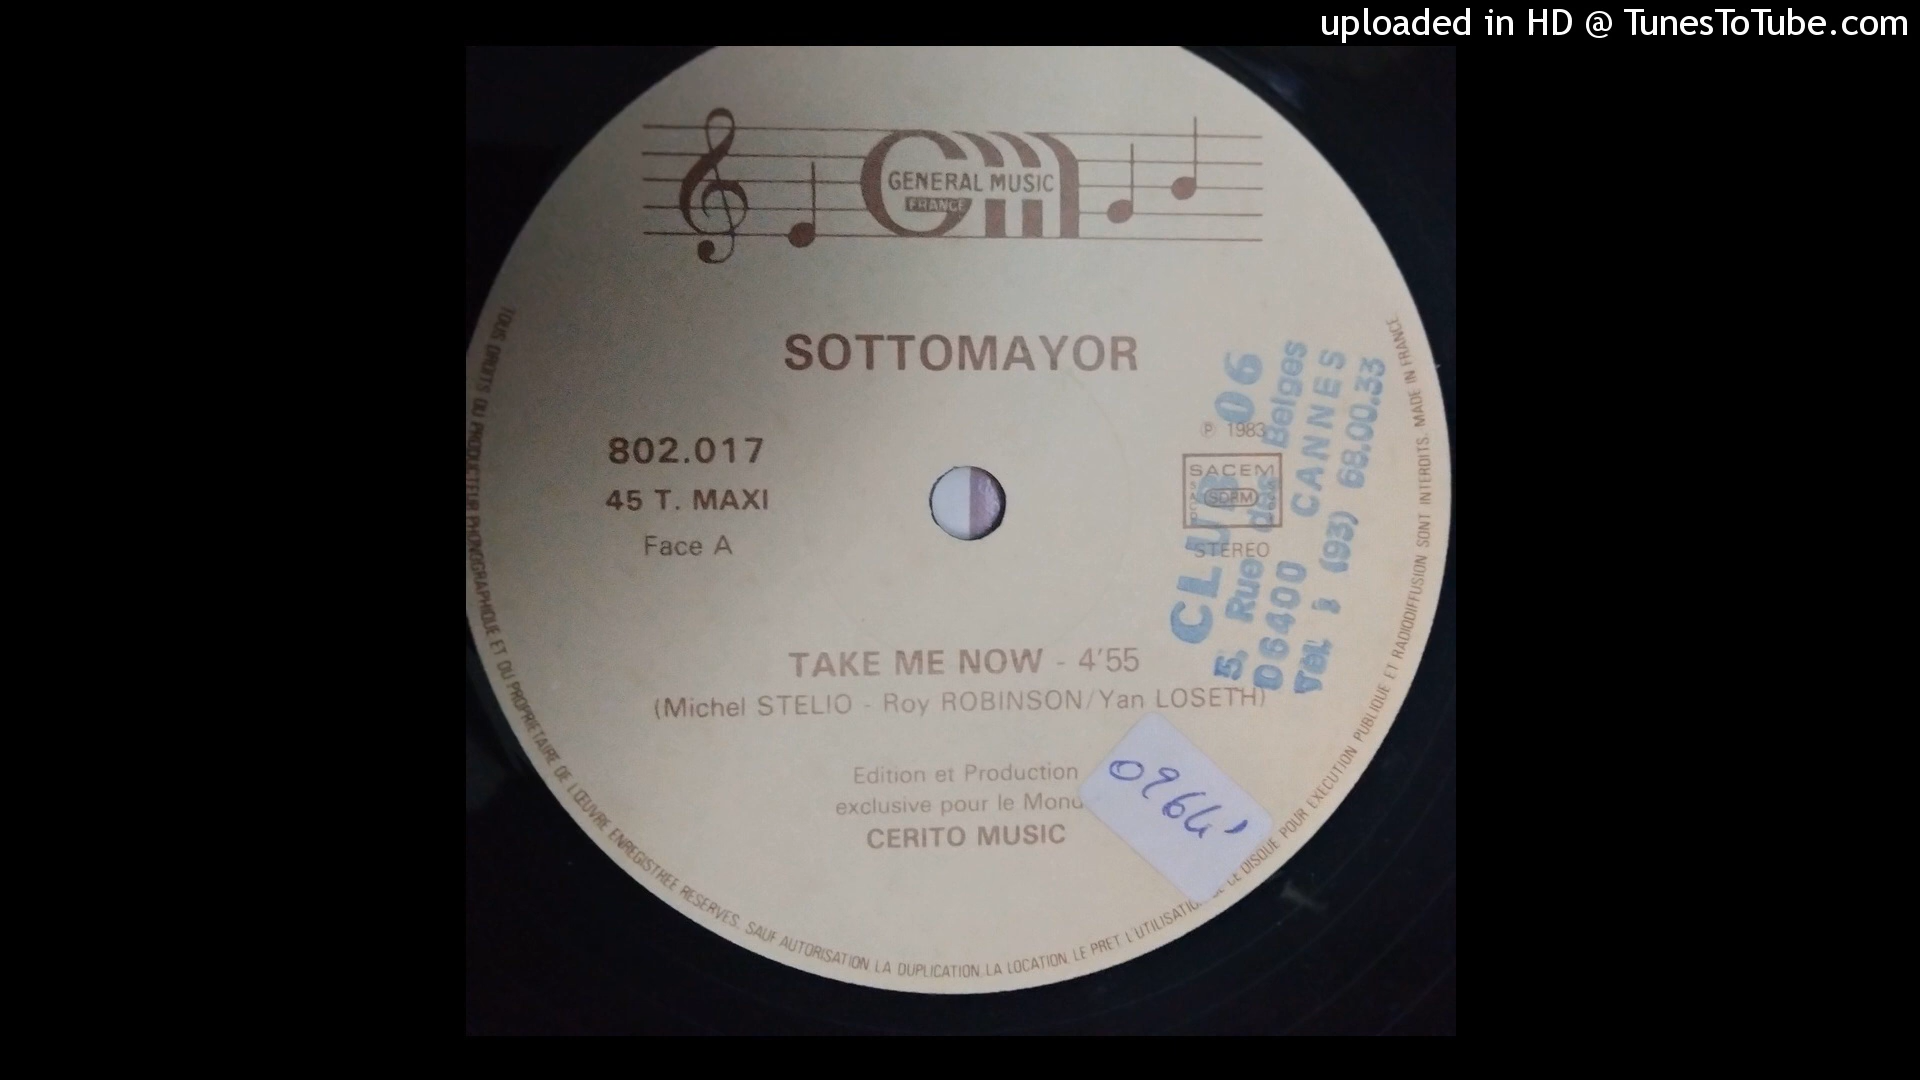 uploaded in HD @ TunesToTube.com
GENERAL MUSIC
FRANCE
SOTTOMAYOR
802.017
45 T. MAXI
Face A
℗ 1983
SACEM
SACD SDRM
STEREO
CLUB 06
5, Rue des Belges
06400 CANNES
Tél. : (93) 68.00.33
TAKE ME NOW - 4'55
(Michel STELIO - Roy ROBINSON/Yan LOSETH)
Edition et Production
exclusive pour le Mond
CERITO MUSIC
0964'
TOUS DROITS DU PRODUCTEUR PHONOGRAPHIQUE ET DU PROPRIETAIRE DE L'ŒUVRE ENREGISTREE RESERVES. SAUF AUTORISATION LA DUPLICATION, LA LOCATION, LE PRET, L'UTILISATION DE CE DISQUE POUR EXECUTION PUBLIQUE ET RADIODIFFUSION SONT INTERDITS. MADE IN FRANCE